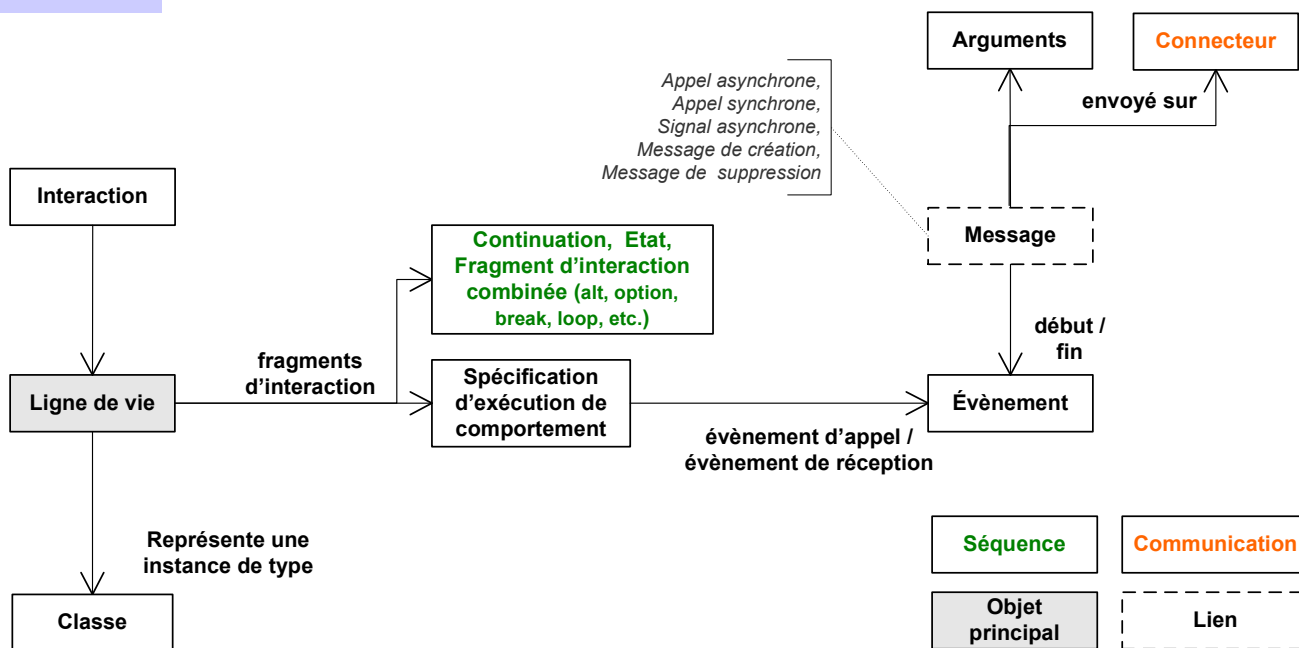 Arguments
Connecteur
Appel asynchrone,
Appel synchrone,
Signal asynchrone,
Message de création,
Message de  suppression
envoyé sur
Interaction
Message
Continuation,  Etat,
Fragment d'interaction
combinée (alt, option,
break, loop, etc.)
début /
fin
fragments
d'interaction
Ligne de vie
Spécification
d'exécution de
comportement
Évènement
évènement d'appel /
évènement de réception
Représente une
instance de type
Séquence
Communication
Classe
Objet
principal
Lien